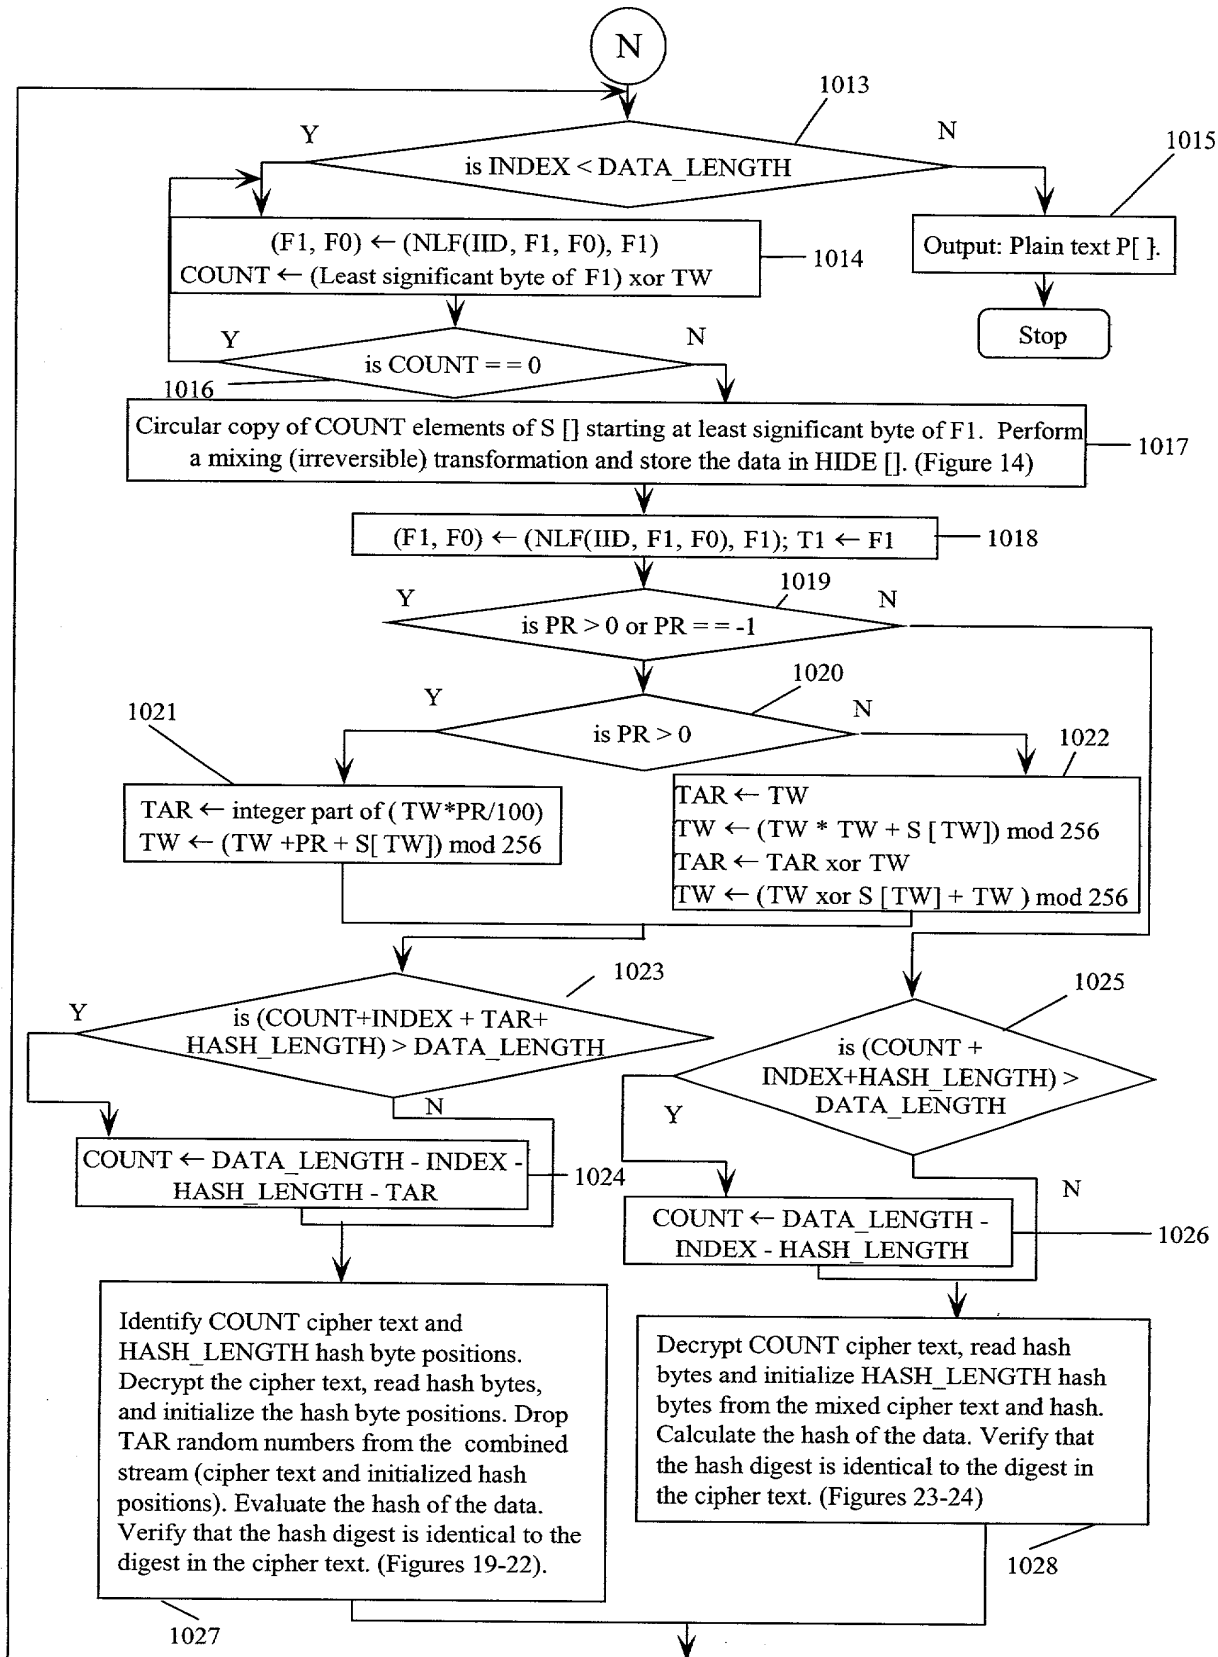 N
1013
Y
N
is INDEX < DATA_LENGTH
1015
(F1, F0) ← (NLF(IID, F1, F0), F1)
COUNT ← (Least significant byte of F1) xor TW
1014
Output: Plain text P[ ].
Stop
Y
N
is COUNT = = 0
1016
Circular copy of COUNT elements of S [] starting at least significant byte of F1. Perform
a mixing (irreversible) transformation and store the data in HIDE []. (Figure 14)
1017
(F1, F0) ← (NLF(IID, F1, F0), F1); T1 ← F1
1018
1019
Y
N
is PR > 0 or PR = = -1
1020
Y
N
is PR > 0
1021
1022
TAR ← integer part of ( TW*PR/100)
TW ← (TW +PR + S[ TW]) mod 256
TAR ← TW
TW ← (TW * TW + S [TW]) mod 256
TAR ← TAR xor TW
TW ← (TW xor S [TW] + TW ) mod 256
1023
Y
is (COUNT+INDEX + TAR+
HASH_LENGTH) > DATA_LENGTH
N
1025
is (COUNT +
INDEX+HASH_LENGTH) >
DATA_LENGTH
Y
N
COUNT ← DATA_LENGTH - INDEX -
HASH_LENGTH - TAR
1024
COUNT ← DATA_LENGTH -
INDEX - HASH_LENGTH
1026
Identify COUNT cipher text and
HASH_LENGTH hash byte positions.
Decrypt the cipher text, read hash bytes,
and initialize the hash byte positions. Drop
TAR random numbers from the combined
stream (cipher text and initialized hash
positions). Evaluate the hash of the data.
Verify that the hash digest is identical to the
digest in the cipher text. (Figures 19-22).
1027
Decrypt COUNT cipher text, read hash
bytes and initialize HASH_LENGTH hash
bytes from the mixed cipher text and hash.
Calculate the hash of the data. Verify that
the hash digest is identical to the digest in
the cipher text. (Figures 23-24)
1028